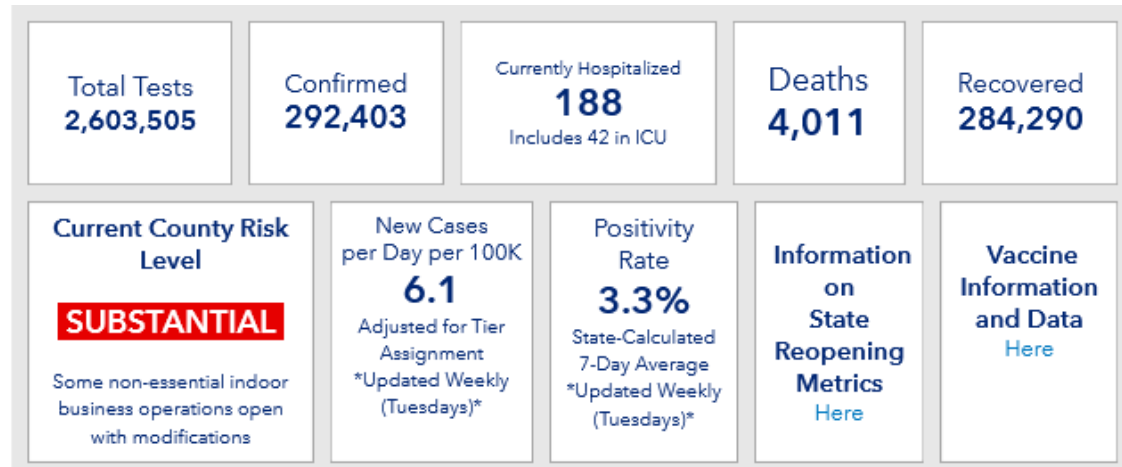 Total Tests
2,603,505
Confirmed
292,403
Currently Hospitalized
188
Includes 42 in ICU
Deaths
4,011
Recovered
284,290
Current County Risk
Level
SUBSTANTIAL
Some non-essential indoor
business operations open
with modifications
New Cases
per Day per 100K
6.1
Adjusted for Tier
Assignment
*Updated Weekly
(Tuesdays)*
Positivity
Rate
3.3%
State-Calculated
7-Day Average
*Updated Weekly
(Tuesdays)*
Information
on
State
Reopening
Metrics
Here
Vaccine
Information
and Data
Here